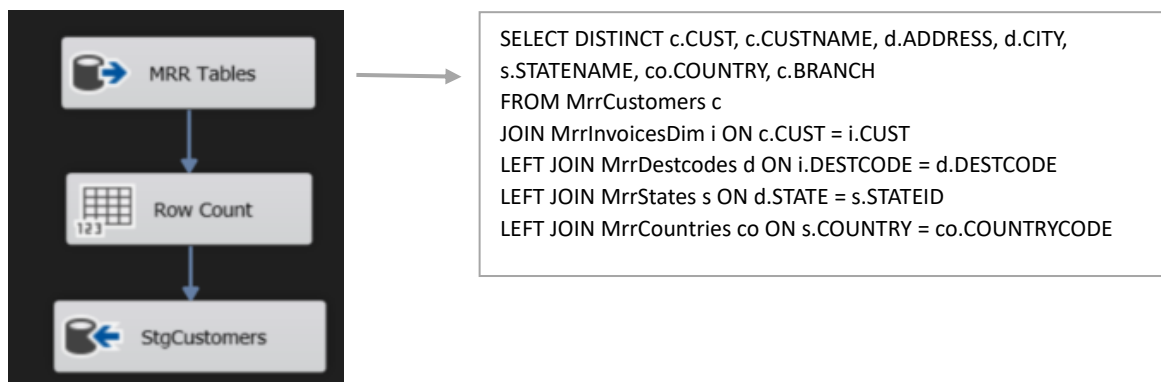 MRR Tables
123
Row Count
StgCustomers
SELECT DISTINCT c.CUST, c.CUSTNAME, d.ADDRESS, d.CITY,
s.STATENAME, co.COUNTRY, c.BRANCH
FROM MrrCustomers c
JOIN MrrInvoicesDim i ON c.CUST = i.CUST
LEFT JOIN MrrDestcodes d ON i.DESTCODE = d.DESTCODE
LEFT JOIN MrrStates s ON d.STATE = s.STATEID
LEFT JOIN MrrCountries co ON s.COUNTRY = co.COUNTRYCODE